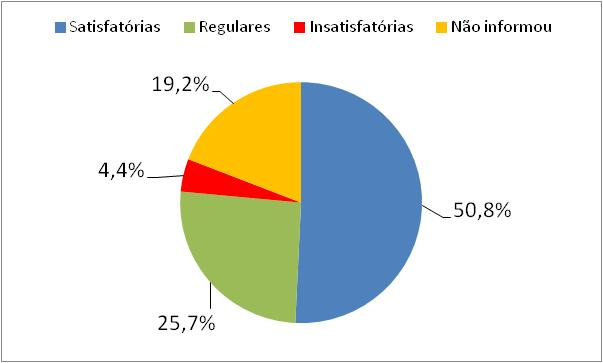 Satisfatórias Regulares Insatisfatórias Não informou
19,2%
4,4%
50,8%
25,7%